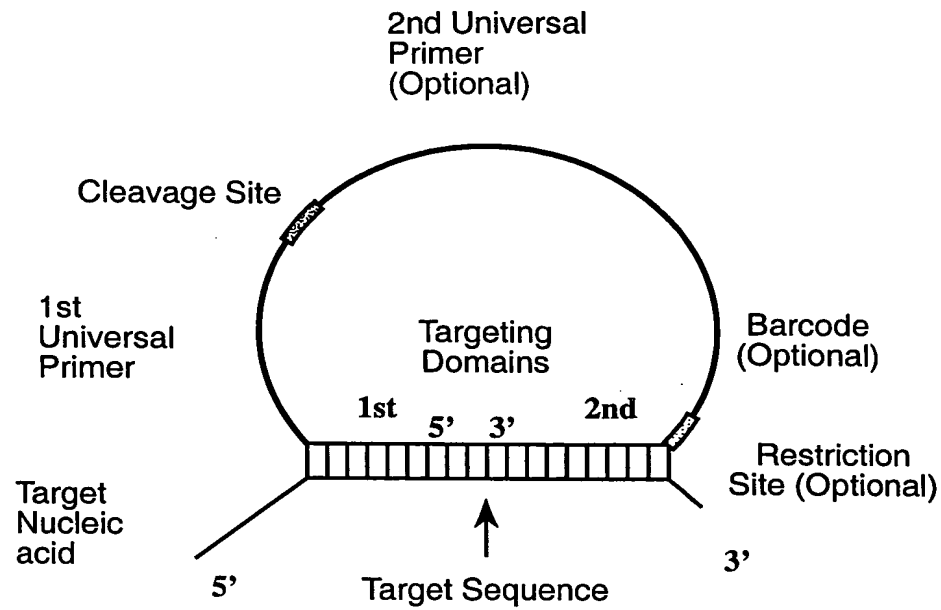 2nd Universal
Primer
(Optional)
Cleavage Site
1st
Universal
Primer
Targeting
Domains
Barcode
(Optional)
1st
5’
3’
2nd
Restriction
Site (Optional)
Target
Nucleic
acid
5’
Target Sequence
3’